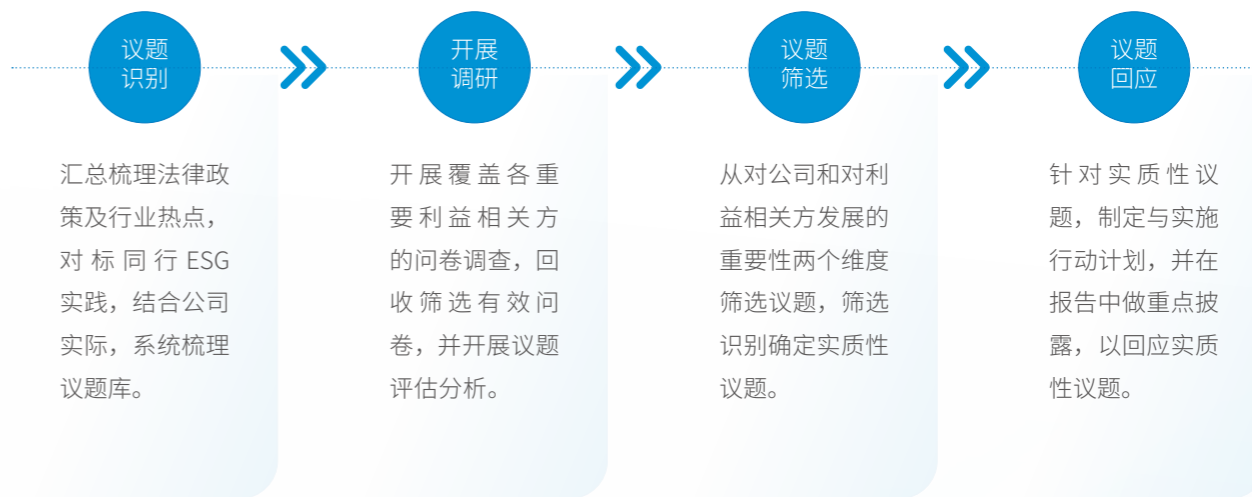 议题
识别
汇总梳理法律政
策及行业热点，
对标同行ESG
实践，结合公司
实际，系统梳理
议题库。
开展
调研
开展覆盖各重
要利益相关方
的问卷调查，回
收筛选有效问
卷，并开展议题
评估分析。
议题
筛选
从对公司和对利
益相关方发展的
重要性两个维度
筛选议题，筛选
识别确定实质性
议题。
议题
回应
针对实质性议
题，制定与实施
行动计划，并在
报告中做重点披
露，以回应实质
性议题。